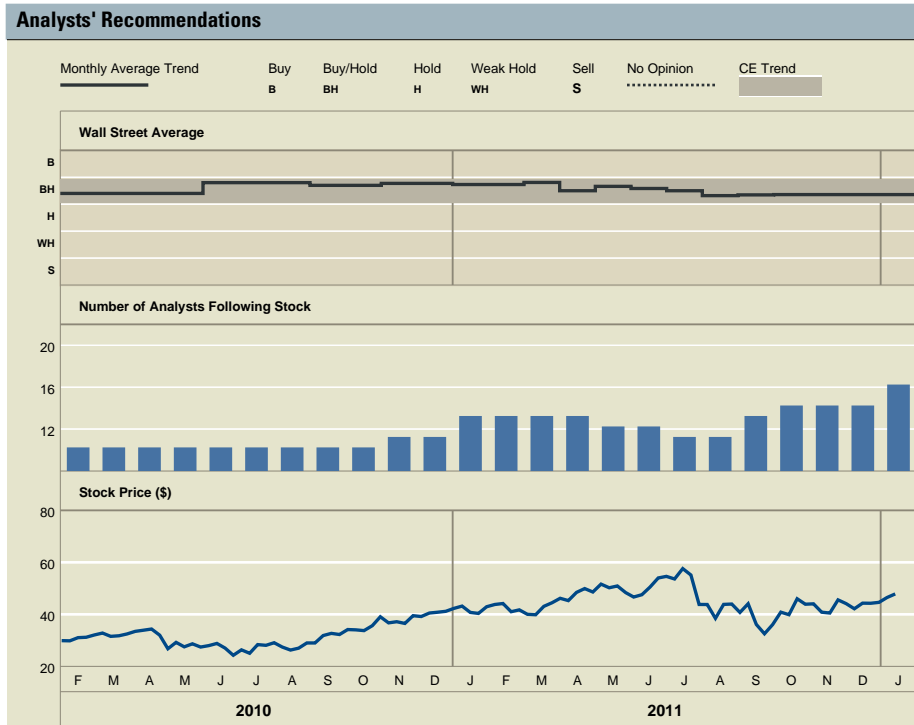 Analysts' Recommendations
Monthly Average Trend Buy Buy/Hold Hold Weak Hold Sell No Opinion CE Trend
B BH H WH S
Wall Street Average
B
BH
H
WH
S
Number of Analysts Following Stock
20
16
12
Stock Price ($)
80
60
40
20
F M A M J J A S O N D J F M A M J J A S O N D J
2010 2011